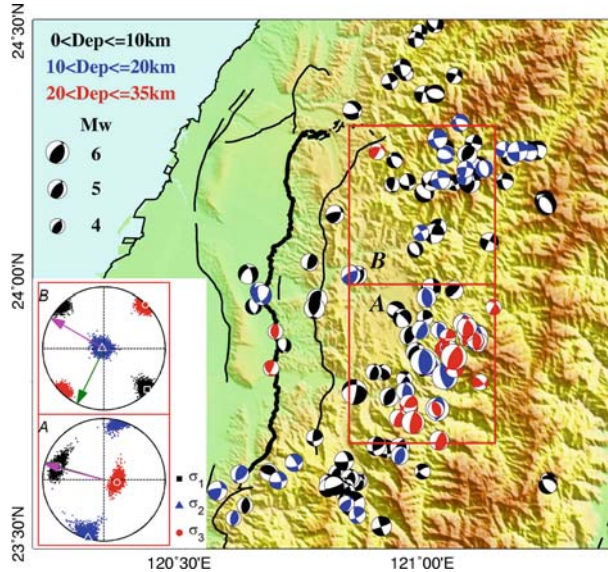 24°30'N
0<Dep<=10km
10<Dep<=20km
20<Dep<=35km
Mw
6
5
4
B
24°00'N
A
B
A
σ1
σ2
σ3
23°30'N
120°30'E
121°00'E